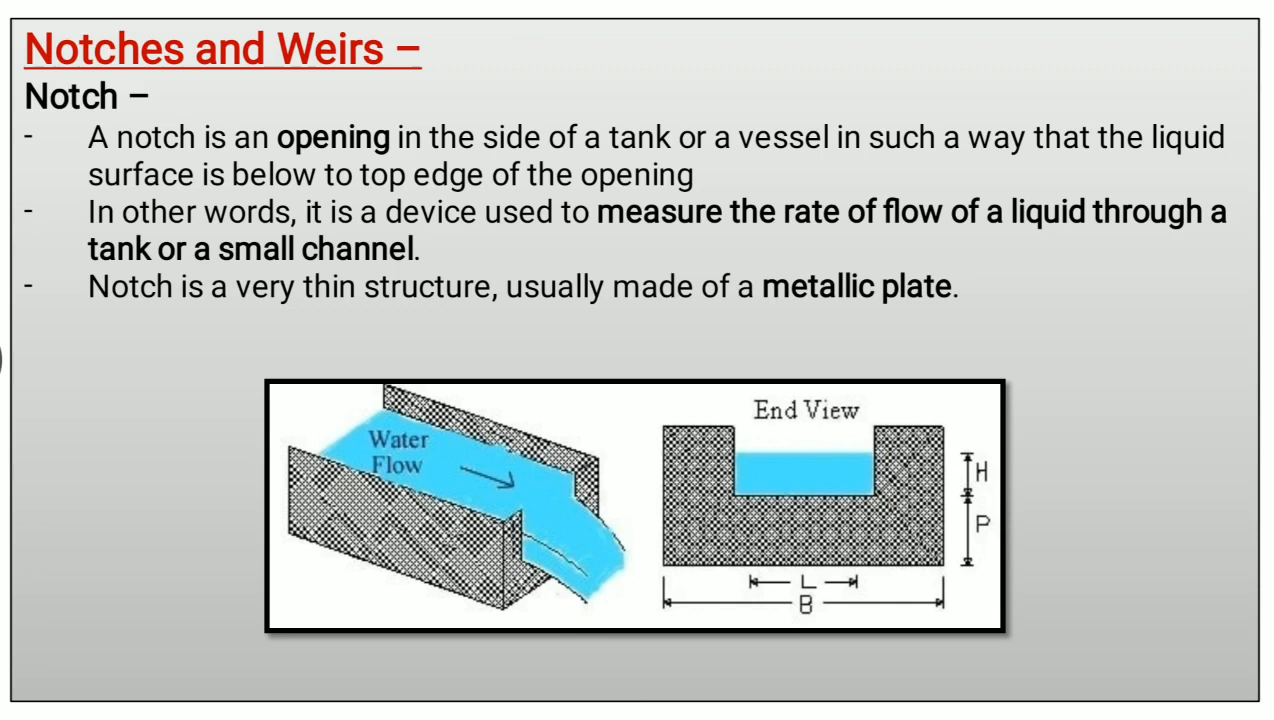 Notches and Weirs –
Notch –
- A notch is an opening in the side of a tank or a vessel in such a way that the liquid
surface is below to top edge of the opening
- In other words, it is a device used to measure the rate of flow of a liquid through a
tank or a small channel.
- Notch is a very thin structure, usually made of a metallic plate.
Water
Flow
End View
H
P
L
B